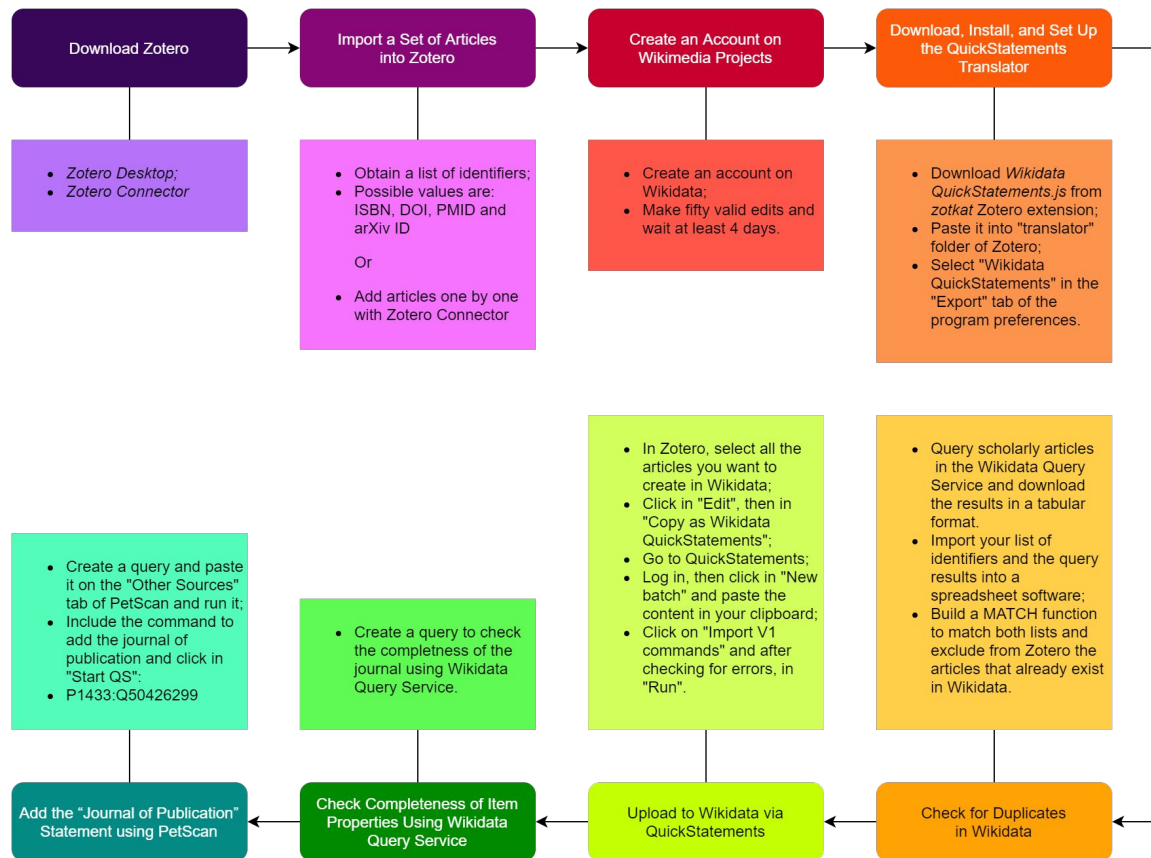 Download Zotero
Import a Set of Articles
into Zotero
Create an Account on
Wikimedia Projects
Download, Install, and Set Up
the QuickStatements
Translator
• Zotero Desktop;
• Zotero Connector
• Obtain a list of identifiers;
• Possible values are:
ISBN, DOI, PMID and
arXiv ID
Or
• Add articles one by one
with Zotero Connector
• Create an account on
Wikidata;
• Make fifty valid edits and
wait at least 4 days.
• Download Wikidata
QuickStatements.js from
zotkat Zotero extension;
• Paste it into "translator"
folder of Zotero;
• Select "Wikidata
QuickStatements" in the
"Export" tab of the
program preferences.
• Query scholarly articles
in the Wikidata Query
Service and download
the results in a tabular
format.
• Import your list of
identifiers and the query
results into a
spreadsheet software;
• Build a MATCH function
to match both lists and
exclude from Zotero the
articles that already exist
in Wikidata.
Check for Duplicates
in Wikidata
• In Zotero, select all the
articles you want to
create in Wikidata;
• Click in "Edit", then in
"Copy as Wikidata
QuickStatements";
• Go to QuickStatements;
• Log in, then click in "New
batch" and paste the
content in your clipboard;
• Click on "Import V1
commands" and after
checking for errors, in
"Run".
Upload to Wikidata via
QuickStatements
• Create a query to check
the completness of the
journal using Wikidata
Query Service.
Check Completeness of Item
Properties Using Wikidata
Query Service
• Create a query and paste
it on the "Other Sources"
tab of PetScan and run it;
• Include the command to
add the journal of
publication and click in
"Start QS":
• P1433:Q50426299
Add the “Journal of Publication”
Statement using PetScan